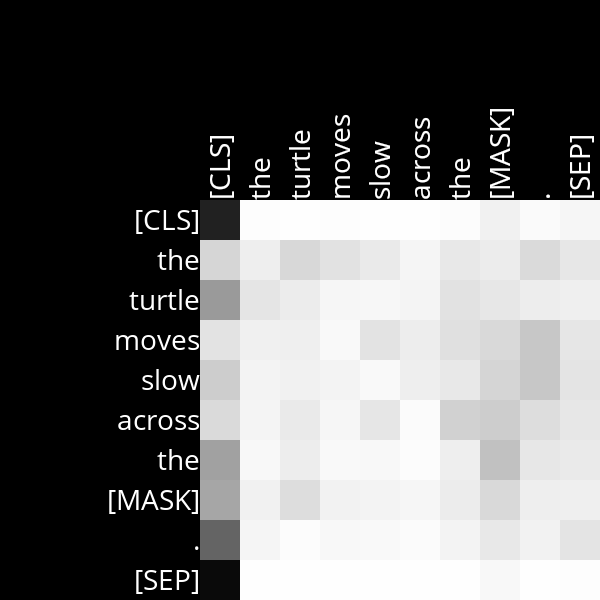 [CLS] the turtle moves slow across the [MASK] . [SEP]
[CLS]
the
turtle
moves
slow
across
the
[MASK]
.
[SEP]